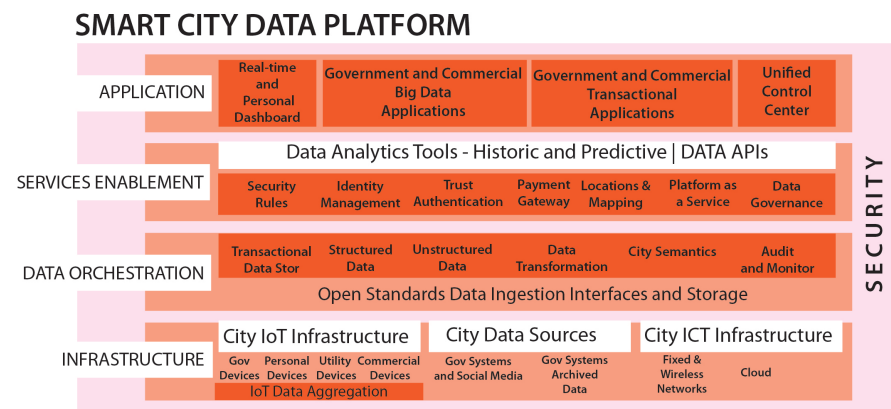 SMART CITY DATA PLATFORM
APPLICATION
Real-time
and
Personal
Dashboard
Government and Commercial
Big Data
Applications
Government and Commercial
Transactional
Applications
Unified
Control
Center
SERVICES ENABLEMENT
Data Analytics Tools - Historic and Predictive | DATA APIs
Security
Rules
Identity
Management
Trust
Authentication
Payment
Gateway
Locations &
Mapping
Platform as
a Service
Data
Governance
DATA ORCHESTRATION
Transactional
Data Stor
Structured
Data
Unstructured
Data
Data
Transformation
City Semantics
Audit
and Monitor
Open Standards Data Ingestion Interfaces and Storage
INFRASTRUCTURE
City IoT Infrastructure
Gov
Devices
Personal
Devices
Utility
Devices
Commercial
Devices
IoT Data Aggregation
City Data Sources
Gov Systems
and Social Media
Gov Systems
Archived
Data
City ICT Infrastructure
Fixed &
Wireless
Networks
Cloud
SECURITY